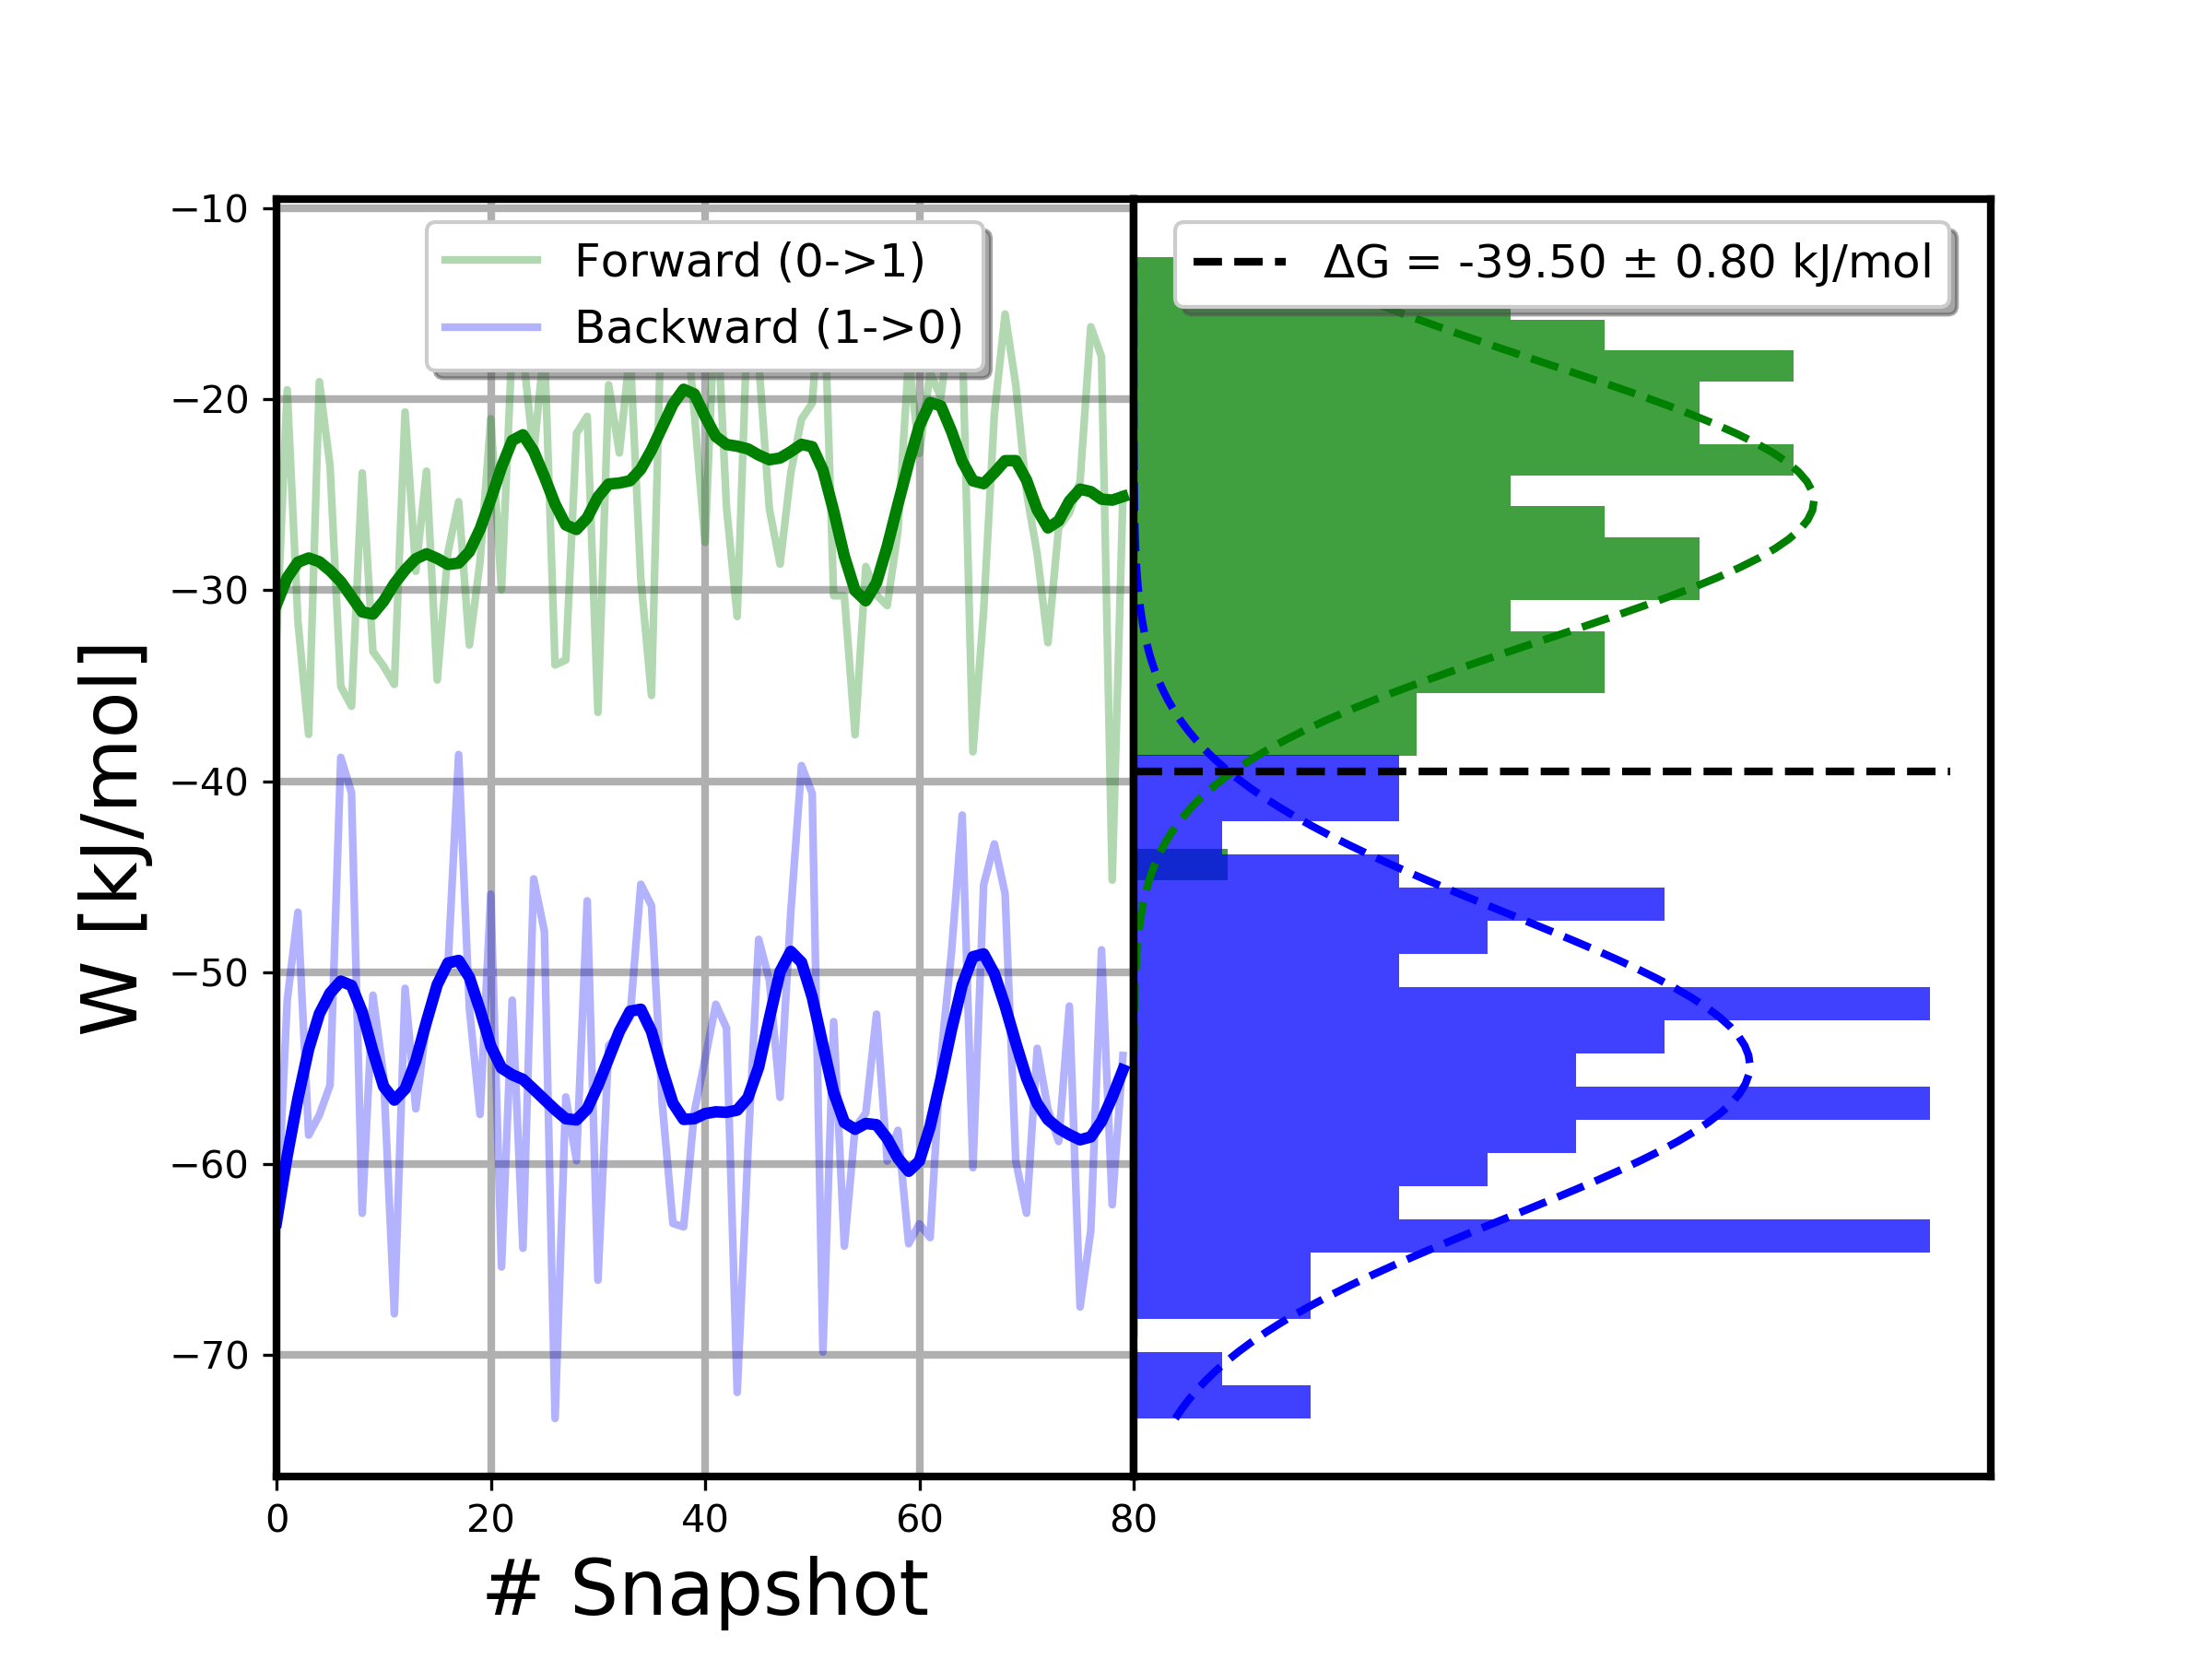 −10
−20
−30
−40
−50
−60
−70
W [kJ/mol]
Forward (0->1)
Backward (1->0)
ΔG = -39.50 ± 0.80 kJ/mol
0
20
40
60
80
# Snapshot